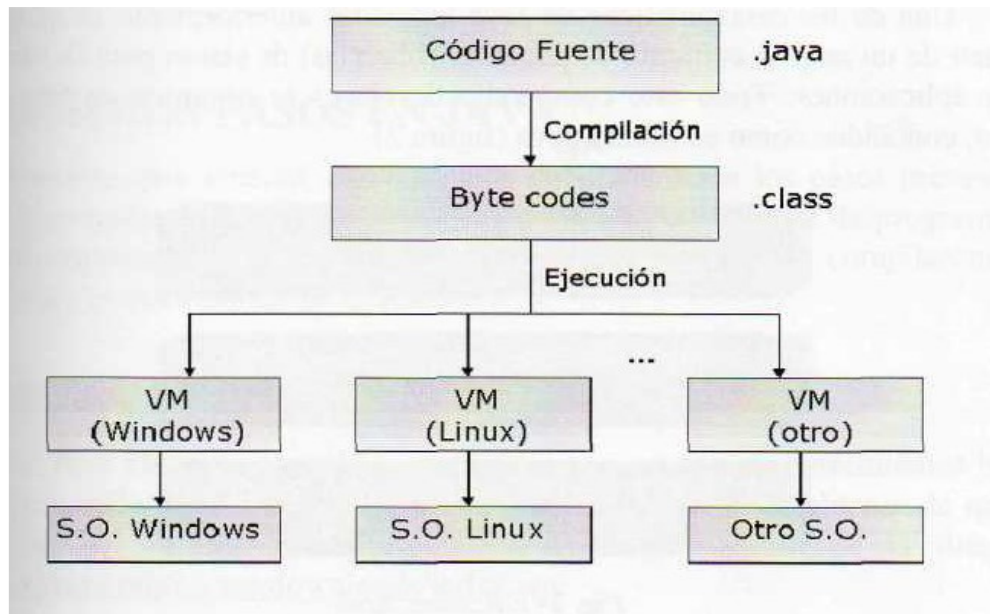 Código Fuente .java
Compilación
Byte codes .class
Ejecución
...
VM
(Windows)
VM
(Linux)
VM
(otro)
S.O. Windows
S.O. Linux
Otro S.O.